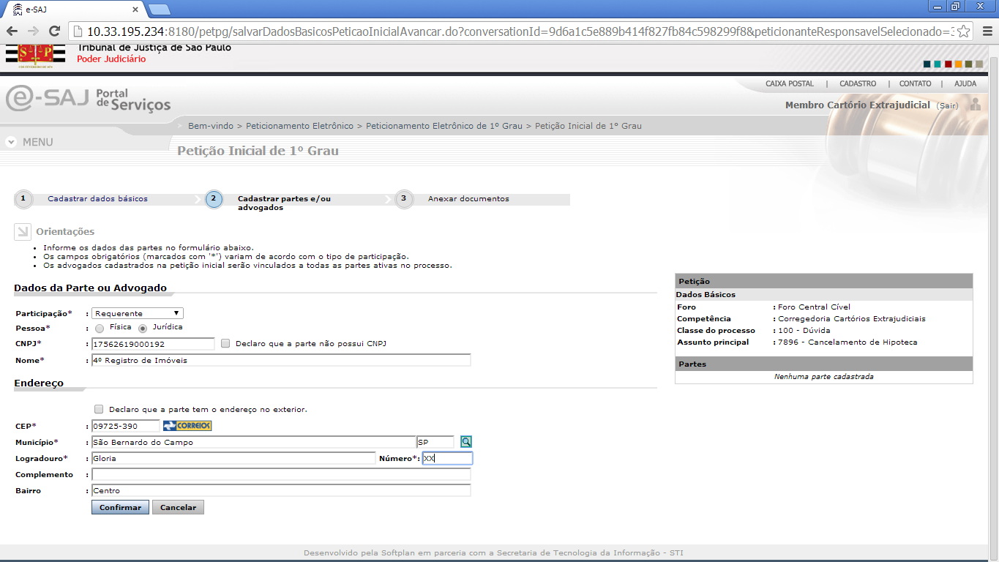 e-SAJ
10.33.195.234:8180/petpg/salvarDadosBasicosPeticaoInicialAvancar.do?conversationId=9d6a1c5e889b414f827fb84c598299f8&peticionanteResponsavelSelecionado=3
S P
Tribunal de Justiça de São Paulo
Poder Judiciário
CAIXA POSTAL | CADASTRO | CONTATO | AJUDA
e-SAJ Portal de Serviços
Membro Cartório Extrajudicial (Sair)
Bem-vindo > Peticionamento Eletrônico > Peticionamento Eletrônico de 1º Grau > Petição Inicial de 1º Grau
MENU
Petição Inicial de 1º Grau
1 Cadastrar dados básicos
2 Cadastrar partes e/ou
advogados
3 Anexar documentos
Orientações
• Informe os dados das partes no formulário abaixo.
• Os campos obrigatórios (marcados com '*') variam de acordo com o tipo de participação.
• Os advogados cadastrados na petição inicial serão vinculados a todas as partes ativas no processo.
Dados da Parte ou Advogado
Participação* : Requerente
Pessoa* : Física Jurídica
CNPJ* : 17562619000192 Declaro que a parte não possui CNPJ
Nome* : 4º Registro de Imóveis
Endereço
Declaro que a parte tem o endereço no exterior.
CEP* : 09725-390 CORREIOS
Município* : São Bernardo do Campo SP
Logradouro* : Gloria Número*: XX
Complemento :
Bairro : Centro
Confirmar Cancelar
Petição
Dados Básicos
Foro : Foro Central Cível
Competência : Corregedoria Cartórios Extrajudiciais
Classe do processo : 100 - Dúvida
Assunto principal : 7896 - Cancelamento de Hipoteca
Partes
Nenhuma parte cadastrada
Desenvolvido pela Softplan em parceria com a Secretaria de Tecnologia da Informação - STI